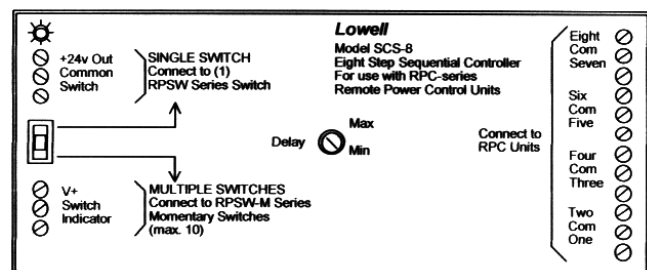 +24v Out
Common
Switch
SINGLE SWITCH
Connect to (1)
RPSW Series Switch
V+
Switch
Indicator
MULTIPLE SWITCHES
Connect to RPSW-M Series
Momentary Switches
(max. 10)
Lowell
Model SCS-8
Eight Step Sequential Controller
For use with RPC-series
Remote Power Control Units
Delay
Max
Min
Connect to
RPC Units
Eight
Com
Seven
Six
Com
Five
Four
Com
Three
Two
Com
One